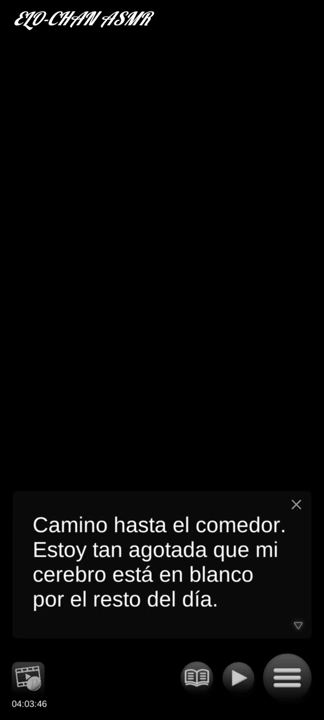 ELO-CHAN ASMR
Camino hasta el comedor.
Estoy tan agotada que mi
cerebro está en blanco
por el resto del día.
04:03:46